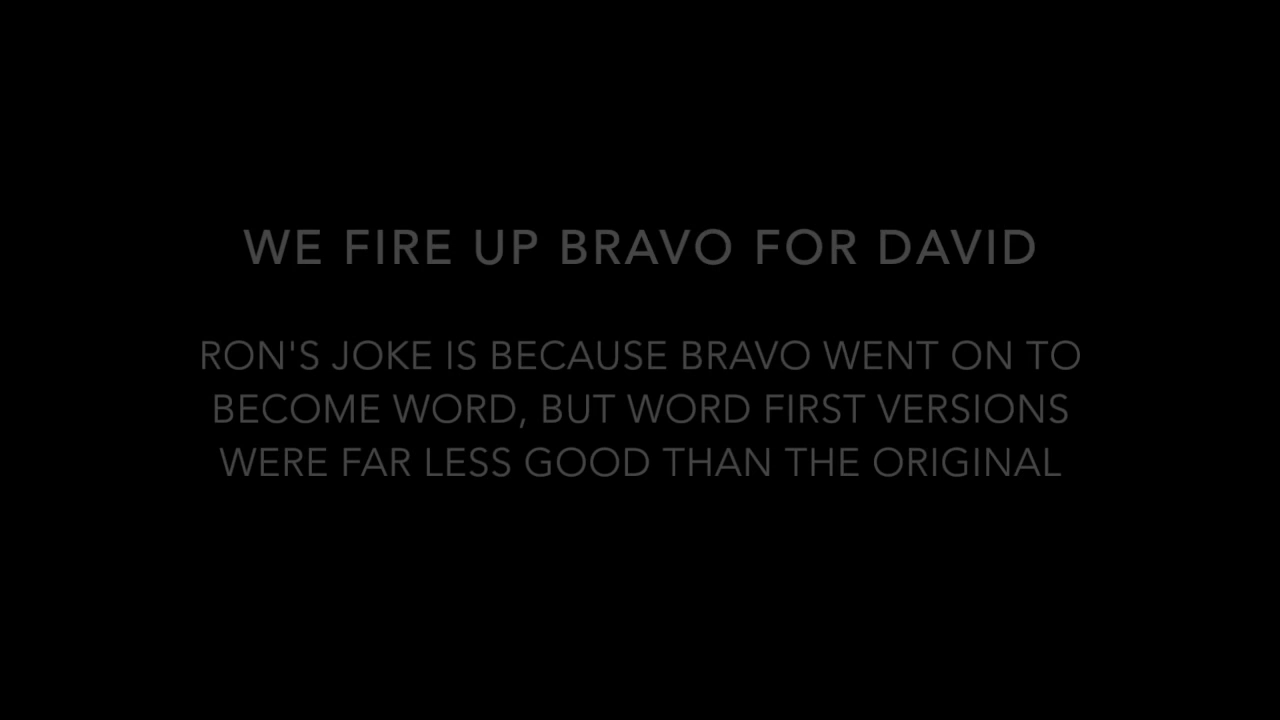 WE FIRE UP BRAVO FOR DAVID
RON'S JOKE IS BECAUSE BRAVO WENT ON TO
BECOME WORD, BUT WORD FIRST VERSIONS
WERE FAR LESS GOOD THAN THE ORIGINAL